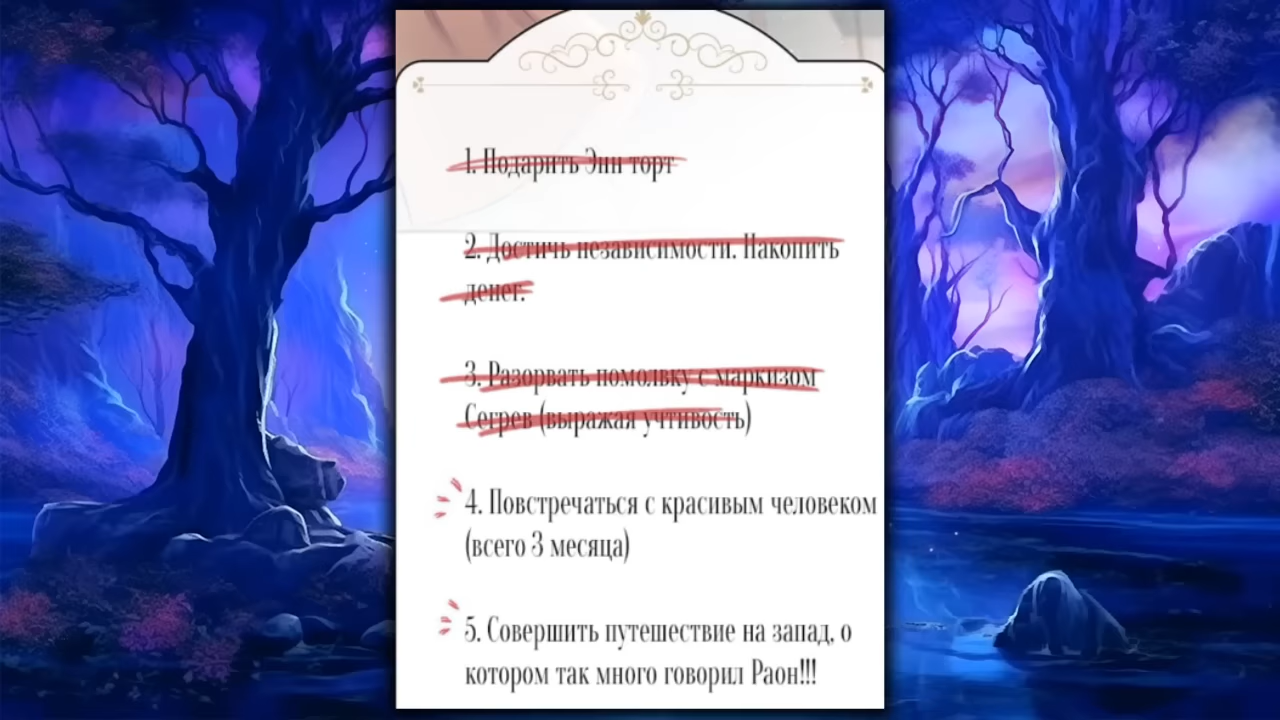 1. Подарить Энн торт
2. Достичь независимости. Накопить
денег.
3. Разорвать помолвку с маркизом
Сегрев (выражая учтивость)
4. Повстречаться с красивым человеком
(всего 3 месяца)
5. Совершить путешествие на запад, о
котором так много говорил Раон!!!